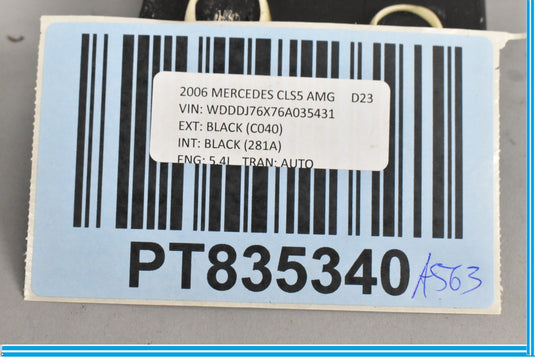 2006 MERCEDES CLS5 AMG D23
VIN: WDDDJ76X76A035431
EXT: BLACK (C040)
INT: BLACK (281A)
ENG: 5.4L TRAN: AUTO
PT835340 A563